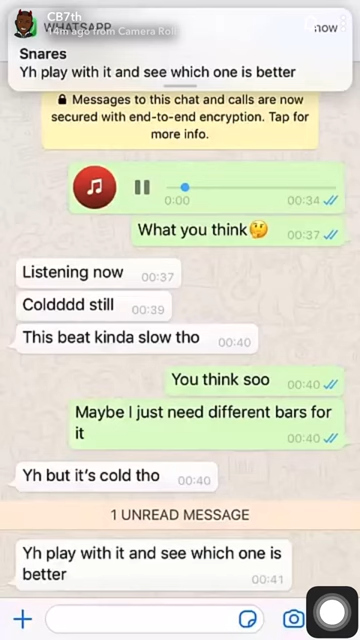 CB7th
14m ago from Camera Roll
WHATSAPP
now
Snares
Yh play with it and see which one is better
Messages to this chat and calls are now
secured with end-to-end encryption. Tap for
more info.
0:00
00:34
What you think🤔
00:37
Listening now
00:37
Coldddd still
00:39
This beat kinda slow tho
00:40
You think soo
00:40
Maybe I just need different bars for
it
00:40
Yh but it's cold tho
00:40
1 UNREAD MESSAGE
Yh play with it and see which one is
better
00:41